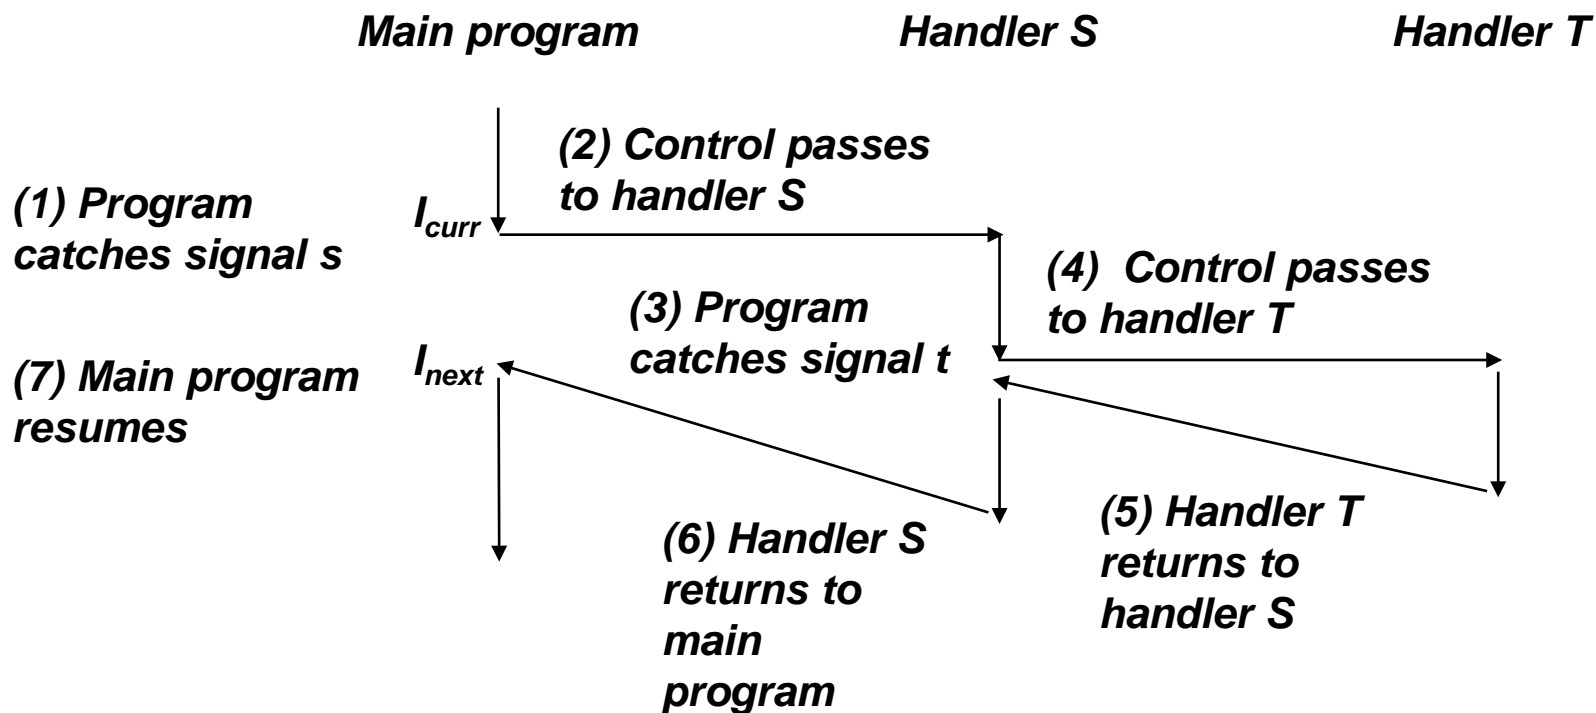 Main program
Handler S
Handler T
(2) Control passes
to handler S
(1) Program
catches signal s
I_curr
(4)  Control passes
to handler T
(3) Program
catches signal t
(7) Main program
resumes
I_next
(5) Handler T
returns to
handler S
(6) Handler S
returns to
main
program